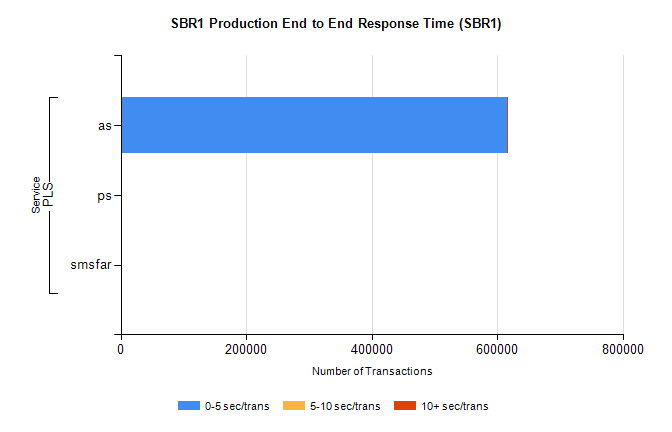 SBR1 Production End to End Response Time (SBR1)
as
Service
PLS
ps
smsfar
0
200000
400000
600000
800000
Number of Transactions
0-5 sec/trans
5-10 sec/trans
10+ sec/trans